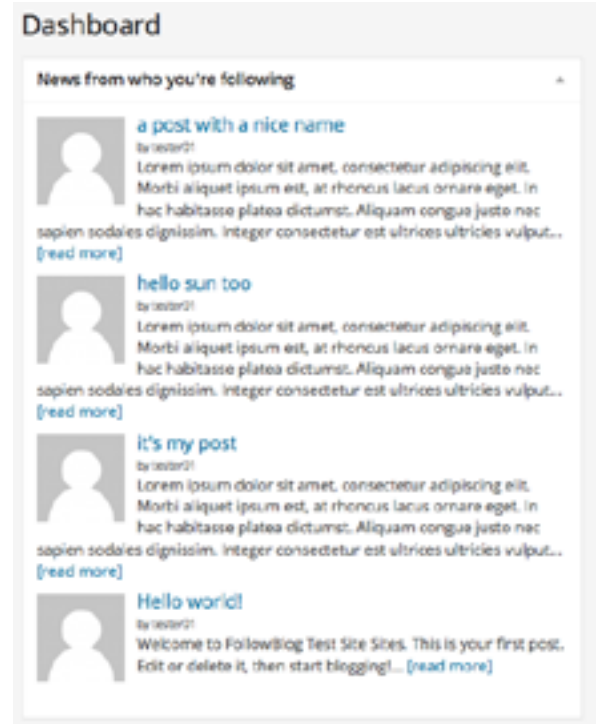 Dashboard
News from who you're following
a post with a nice name
by tester01
Lorem ipsum dolor sit amet, consectetur adipiscing elit.
Morbi aliquet ipsum est, at rhoncus lacus ornare eget. In
hac habitasse platea dictumst. Aliquam congue justo nec
sapien sodales dignissim. Integer consectetur est ultrices ultricies vulput...
[read more]
hello sun too
by tester01
Lorem ipsum dolor sit amet, consectetur adipiscing elit.
Morbi aliquet ipsum est, at rhoncus lacus ornare eget. In
hac habitasse platea dictumst. Aliquam congue justo nec
sapien sodales dignissim. Integer consectetur est ultrices ultricies vulput...
[read more]
it's my post
by tester01
Lorem ipsum dolor sit amet, consectetur adipiscing elit.
Morbi aliquet ipsum est, at rhoncus lacus ornare eget. In
hac habitasse platea dictumst. Aliquam congue justo nec
sapien sodales dignissim. Integer consectetur est ultrices ultricies vulput...
[read more]
Hello world!
by tester01
Welcome to FollowBlog Test Site Sites. This is your first post.
Edit or delete it, then start blogging!... [read more]